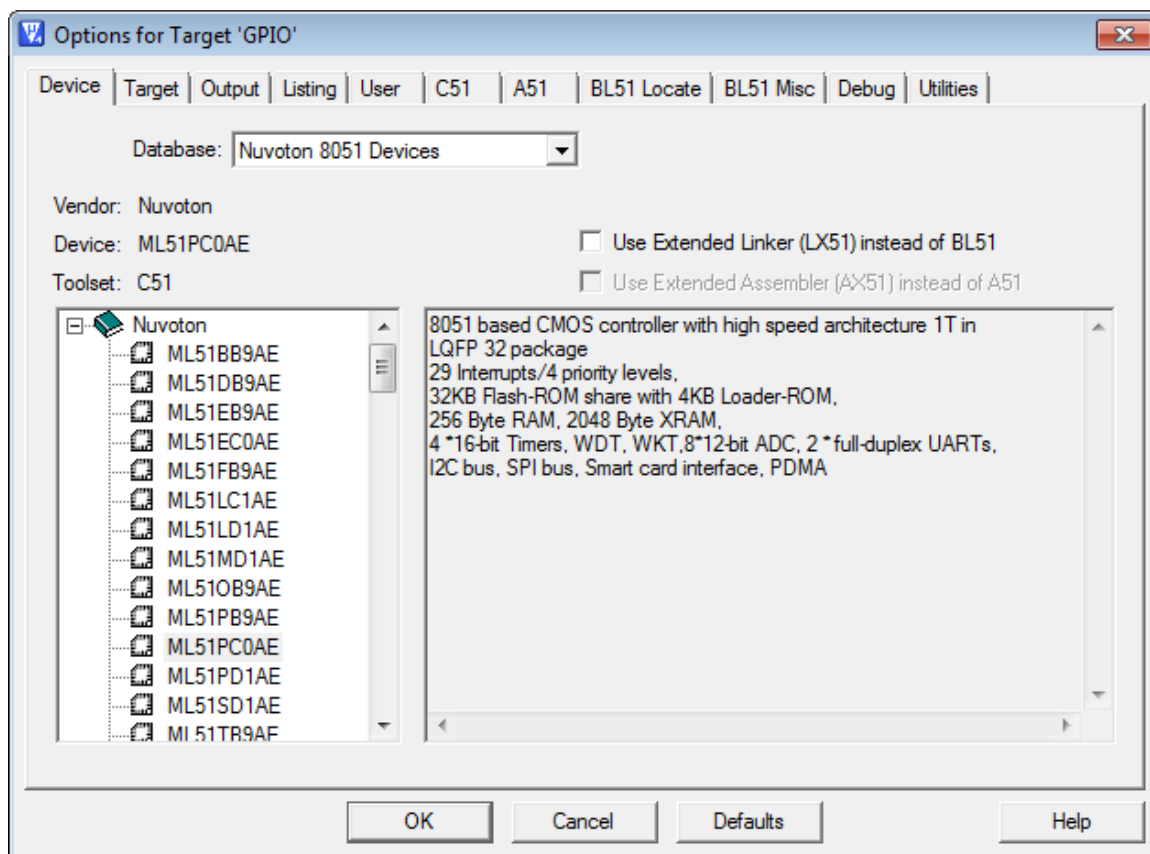 Options for Target 'GPIO'
Device Target Output Listing User C51 A51 BL51 Locate BL51 Misc Debug Utilities
Database: Nuvoton 8051 Devices
Vendor: Nuvoton
Device: ML51PC0AE
Use Extended Linker (LX51) instead of BL51
Toolset: C51
Use Extended Assembler (AX51) instead of A51
Nuvoton
ML51BB9AE
ML51DB9AE
ML51EB9AE
ML51EC0AE
ML51FB9AE
ML51LC1AE
ML51LD1AE
ML51MD1AE
ML51OB9AE
ML51PB9AE
ML51PC0AE
ML51PD1AE
ML51SD1AE
ML51TB9AE
8051 based CMOS controller with high speed architecture 1T in
LQFP 32 package
29 Interrupts/4 priority levels,
32KB Flash-ROM share with 4KB Loader-ROM,
256 Byte RAM, 2048 Byte XRAM,
4 *16-bit Timers, WDT, WKT,8*12-bit ADC, 2 * full-duplex UARTs,
I2C bus, SPI bus, Smart card interface, PDMA
OK Cancel Defaults Help